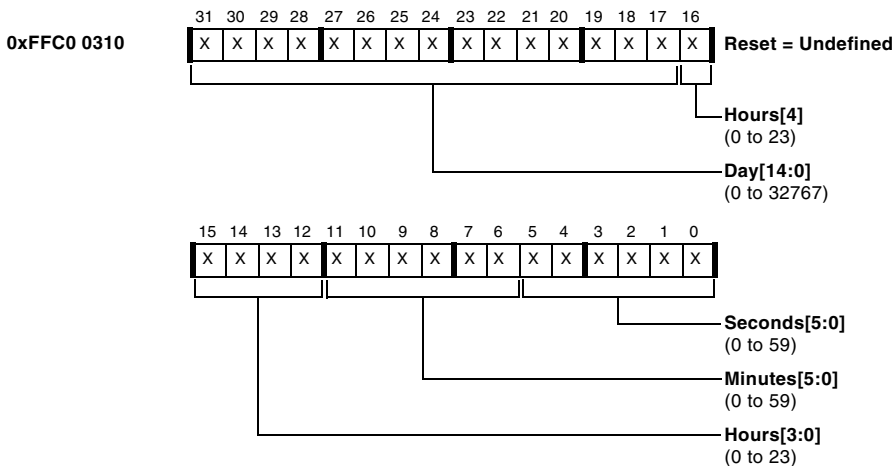 31 30 29 28 27 26 25 24 23 22 21 20 19 18 17 16
0xFFC0 0310 X X X X X X X X X X X X X X X X Reset = Undefined
Hours[4]
(0 to 23)
Day[14:0]
(0 to 32767)
15 14 13 12 11 10 9 8 7 6 5 4 3 2 1 0
X X X X X X X X X X X X X X X X
Seconds[5:0]
(0 to 59)
Minutes[5:0]
(0 to 59)
Hours[3:0]
(0 to 23)